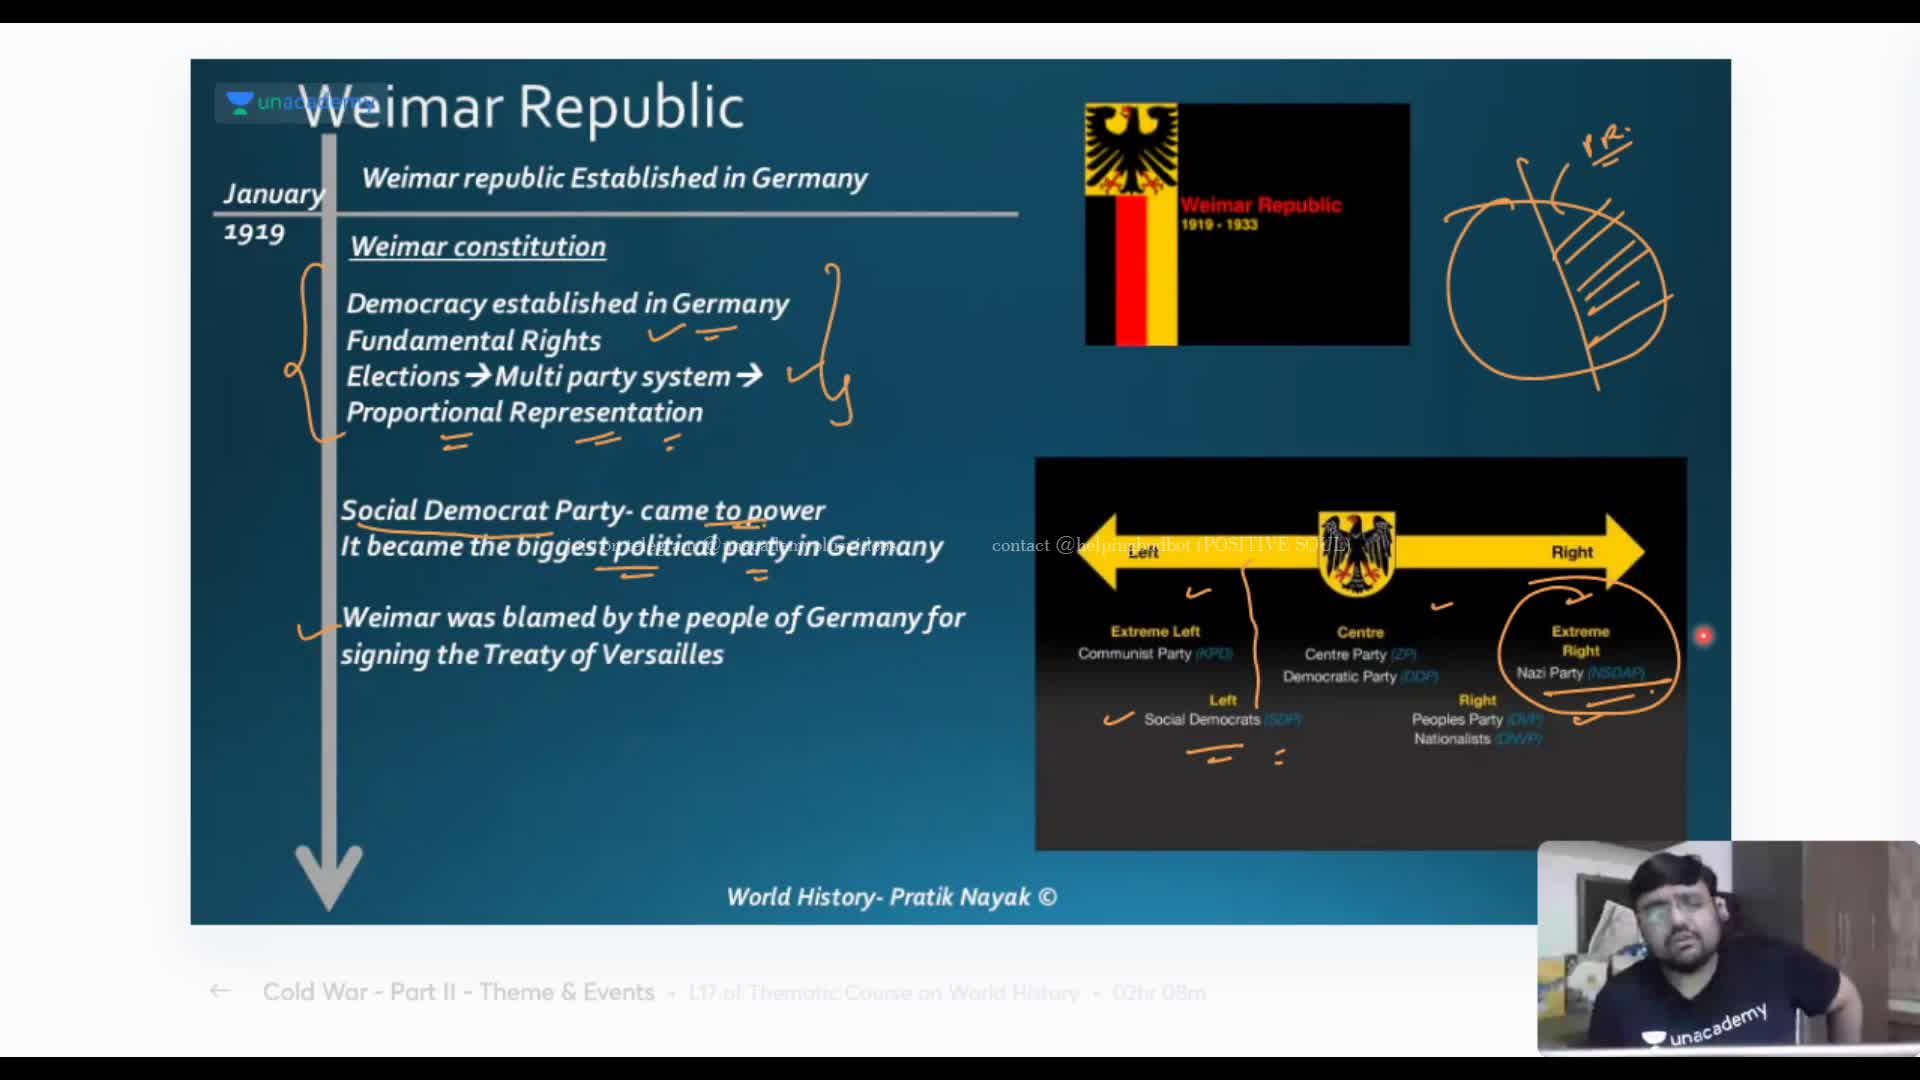 unacademy
Weimar Republic
January
1919
Weimar republic Established in Germany
Weimar constitution
Democracy established in Germany
Fundamental Rights
Elections → Multi party system →
Proportional Representation
Social Democrat Party- came to power
It became the biggest political party in Germany
Weimar was blamed by the people of Germany for
signing the Treaty of Versailles
World History- Pratik Nayak ©
Weimar Republic
1919 - 1933
P.R.
contact @helpinghudbot (POSITIVE SOUL)
Left
Right
Extreme Left
Communist Party (KPD)
Centre
Centre Party (ZP)
Democratic Party (DDP)
Extreme
Right
Nazi Party (NSDAP)
Left
Social Democrats (SDP)
Right
Peoples Party (DVP)
Nationalists (DNVP)
Cold War - Part II - Theme & Events • L17 of Thematic Course on World History • 02hr 08m
unacademy